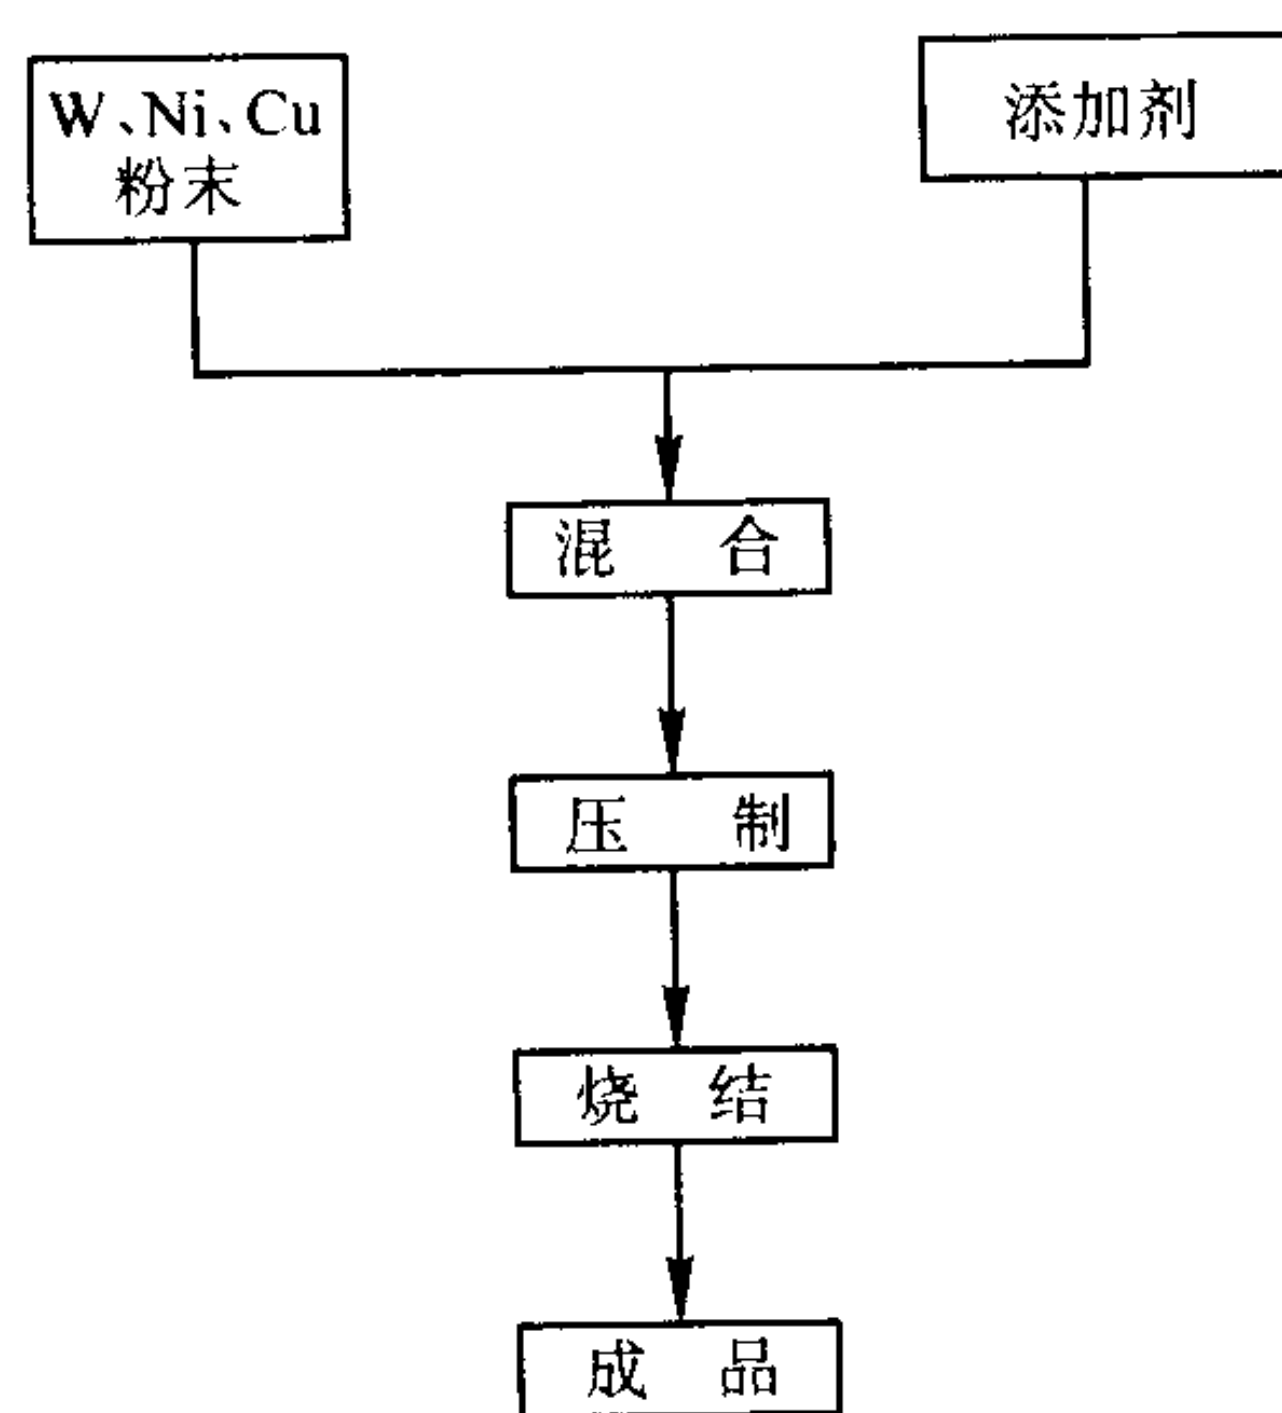 W、Ni、Cu
粉末
添加剂
混 合
压 制
烧 结
成 品